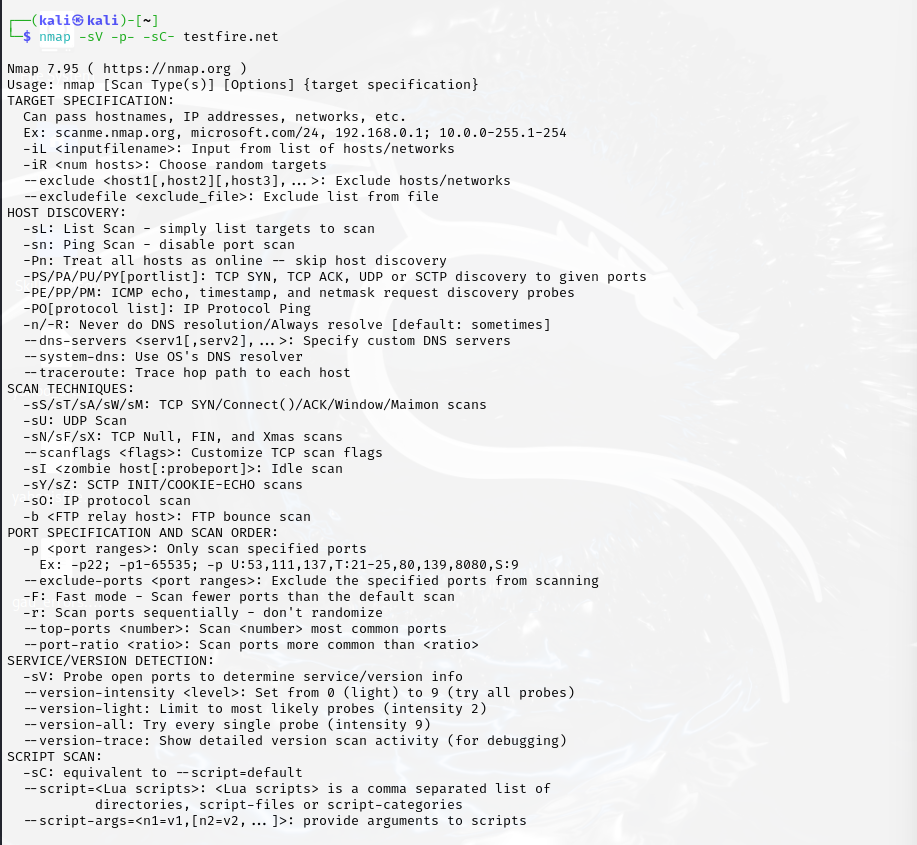 ┌──(kali㉿kali)-[~]
└─$ nmap -sV -p- -sC- testfire.net
Nmap 7.95 ( https://nmap.org )
Usage: nmap [Scan Type(s)] [Options] {target specification}
TARGET SPECIFICATION:
  Can pass hostnames, IP addresses, networks, etc.
  Ex: scanme.nmap.org, microsoft.com/24, 192.168.0.1; 10.0.0-255.1-254
  -iL <inputfilename>: Input from list of hosts/networks
  -iR <num hosts>: Choose random targets
  --exclude <host1[,host2][,host3],...>: Exclude hosts/networks
  --excludefile <exclude_file>: Exclude list from file
HOST DISCOVERY:
  -sL: List Scan - simply list targets to scan
  -sn: Ping Scan - disable port scan
  -Pn: Treat all hosts as online -- skip host discovery
  -PS/PA/PU/PY[portlist]: TCP SYN, TCP ACK, UDP or SCTP discovery to given ports
  -PE/PP/PM: ICMP echo, timestamp, and netmask request discovery probes
  -PO[protocol list]: IP Protocol Ping
  -n/-R: Never do DNS resolution/Always resolve [default: sometimes]
  --dns-servers <serv1[,serv2],...>: Specify custom DNS servers
  --system-dns: Use OS's DNS resolver
  --traceroute: Trace hop path to each host
SCAN TECHNIQUES:
  -sS/sT/sA/sW/sM: TCP SYN/Connect()/ACK/Window/Maimon scans
  -sU: UDP Scan
  -sN/sF/sX: TCP Null, FIN, and Xmas scans
  --scanflags <flags>: Customize TCP scan flags
  -sI <zombie host[:probeport]>: Idle scan
  -sY/sZ: SCTP INIT/COOKIE-ECHO scans
  -sO: IP protocol scan
  -b <FTP relay host>: FTP bounce scan
PORT SPECIFICATION AND SCAN ORDER:
  -p <port ranges>: Only scan specified ports
    Ex: -p22; -p1-65535; -p U:53,111,137,T:21-25,80,139,8080,S:9
  --exclude-ports <port ranges>: Exclude the specified ports from scanning
  -F: Fast mode - Scan fewer ports than the default scan
  -r: Scan ports sequentially - don't randomize
  --top-ports <number>: Scan <number> most common ports
  --port-ratio <ratio>: Scan ports more common than <ratio>
SERVICE/VERSION DETECTION:
  -sV: Probe open ports to determine service/version info
  --version-intensity <level>: Set from 0 (light) to 9 (try all probes)
  --version-light: Limit to most likely probes (intensity 2)
  --version-all: Try every single probe (intensity 9)
  --version-trace: Show detailed version scan activity (for debugging)
SCRIPT SCAN:
  -sC: equivalent to --script=default
  --script=<Lua scripts>: <Lua scripts> is a comma separated list of
           directories, script-files or script-categories
  --script-args=<n1=v1,[n2=v2,...]>: provide arguments to scripts